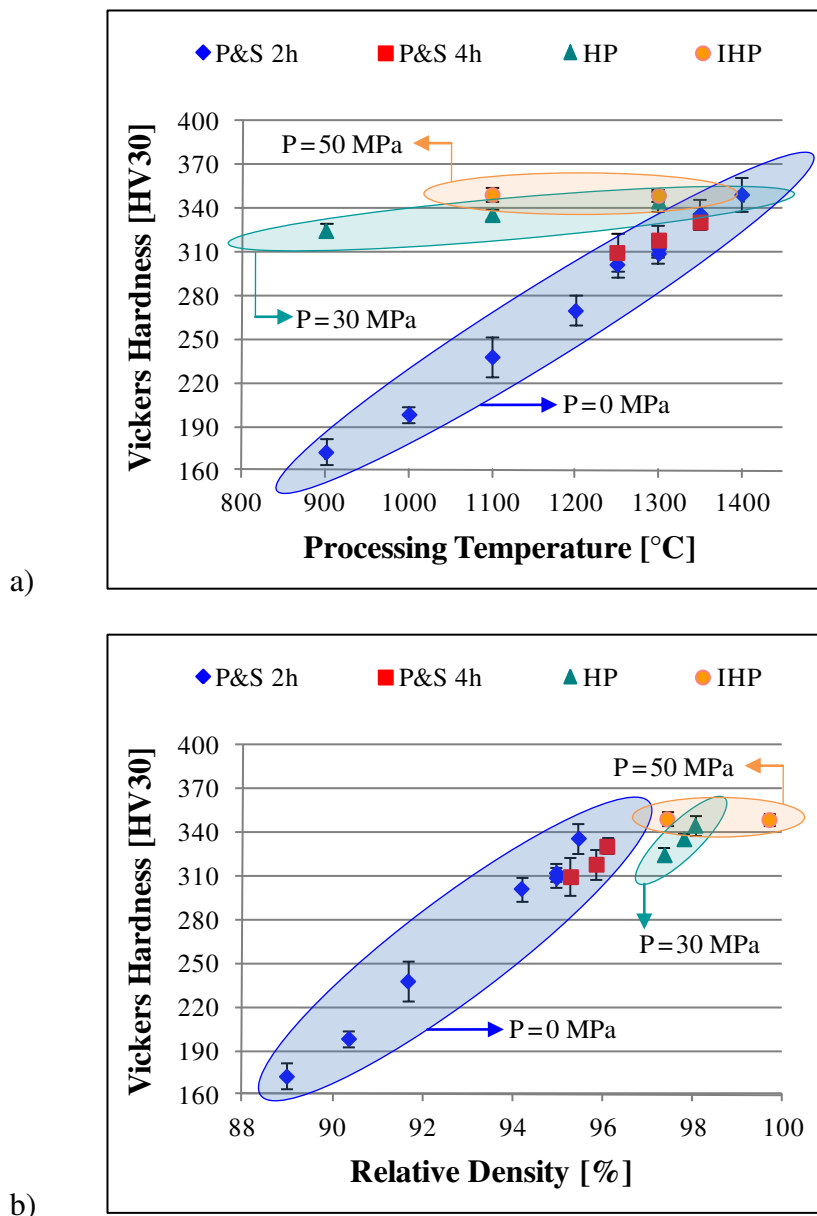 P&S 2h P&S 4h HP IHP
400
370
340
310
280
250
220
190
160
P=50 MPa
P=30 MPa
P=0 MPa
Vickers Hardness [HV30]
800 900 1000 1100 1200 1300 1400
Processing Temperature [°C]
a)
P&S 2h P&S 4h HP IHP
400
370
340
310
280
250
220
190
160
P=50 MPa
P=30 MPa
P=0 MPa
Vickers Hardness [HV30]
88 90 92 94 96 98 100
Relative Density [%]
b)